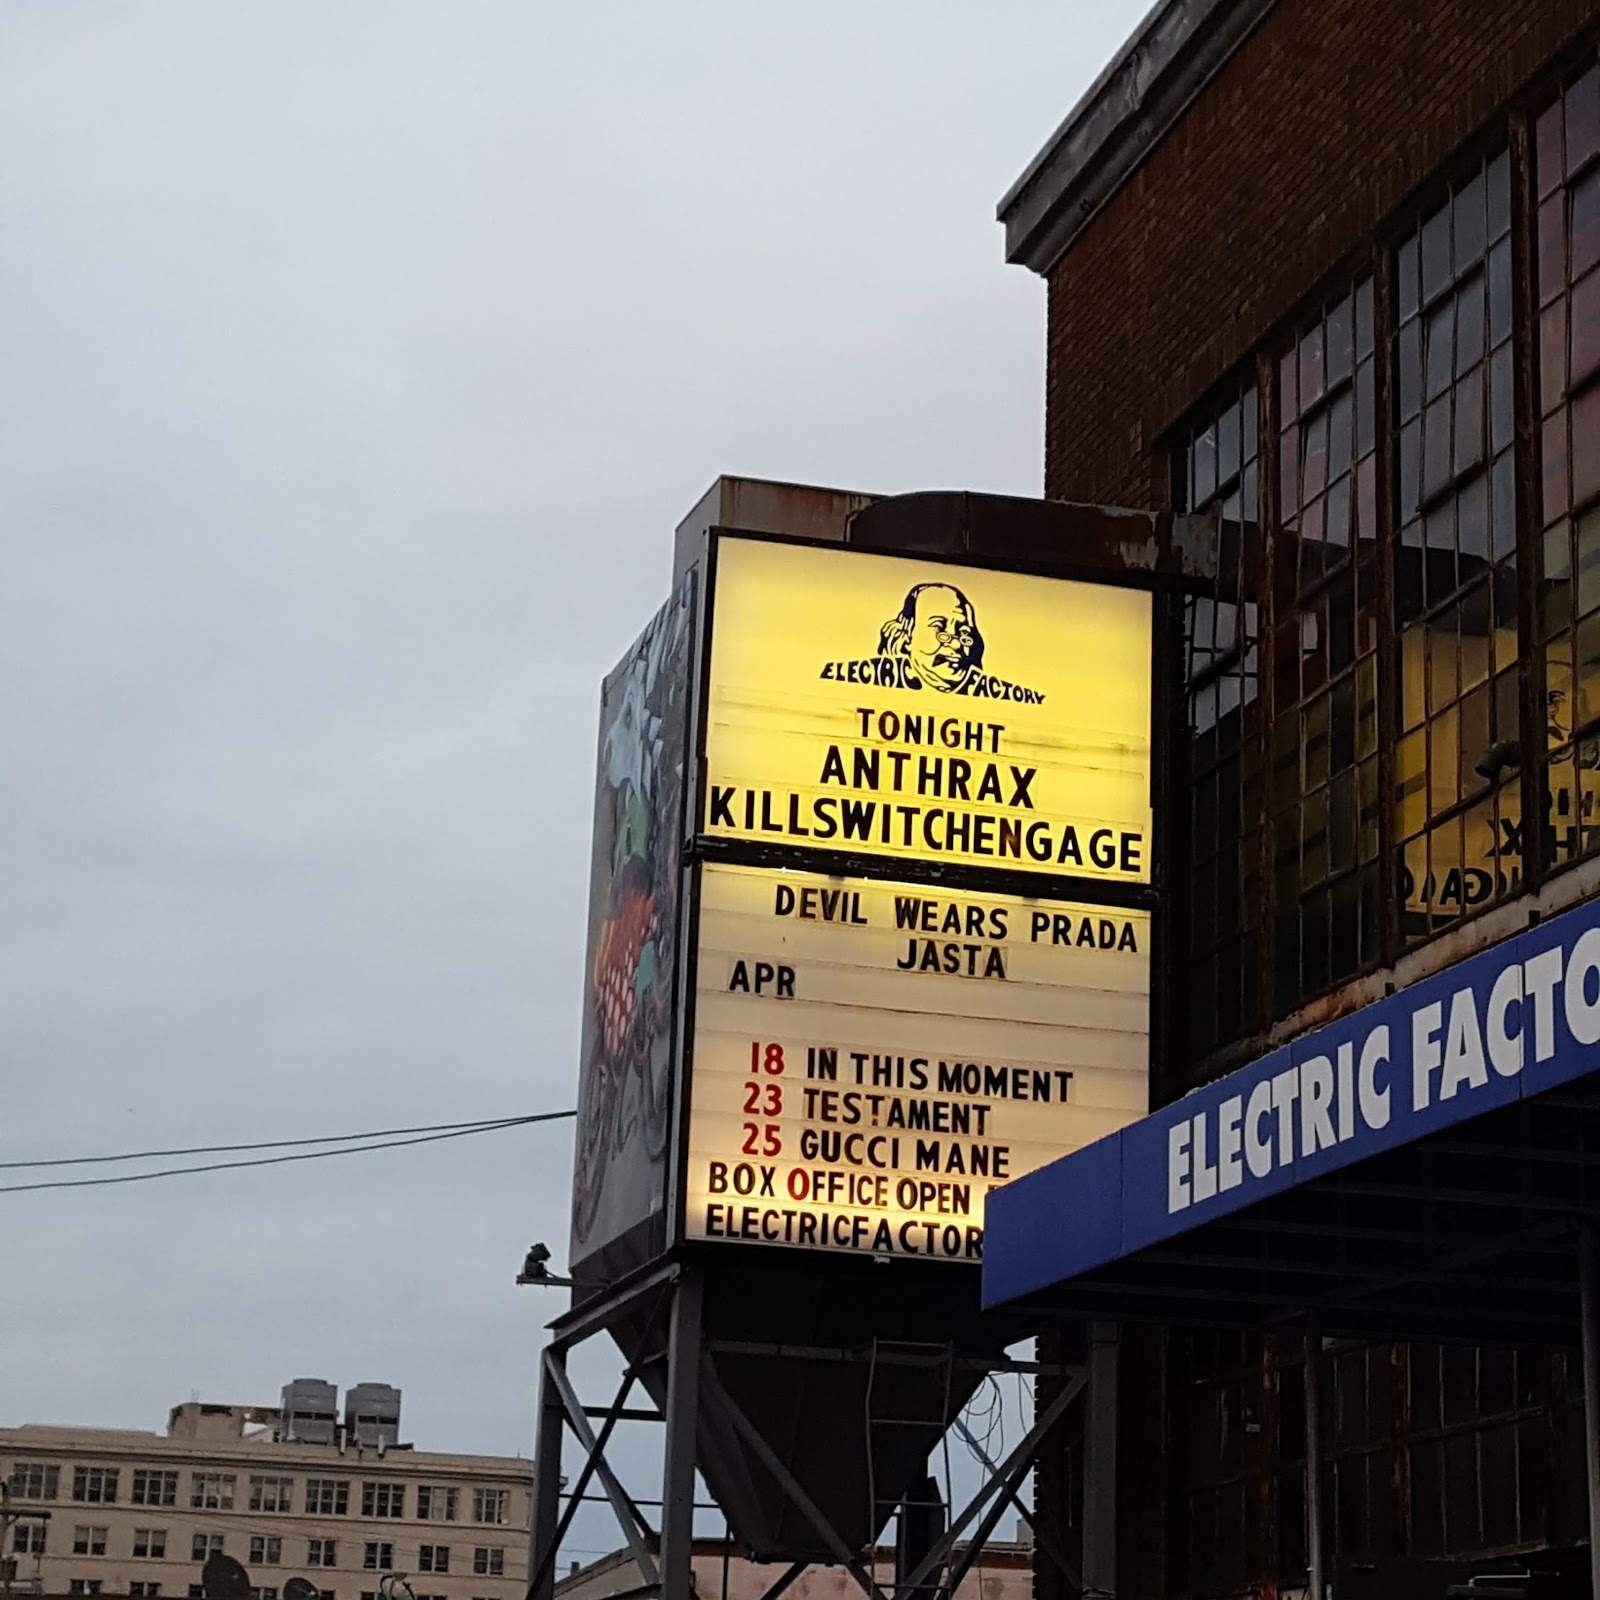 ELECTRIC FACTORY
TONIGHT
ANTHRAX
KILLSWITCHENGAGE
DEVIL WEARS PRADA
JASTA
APR
18 IN THIS MOMENT
23 TESTAMENT
25 GUCCI MANE
BOX OFFICE OPEN
ELECTRICFACTOR
ELECTRIC FACTO